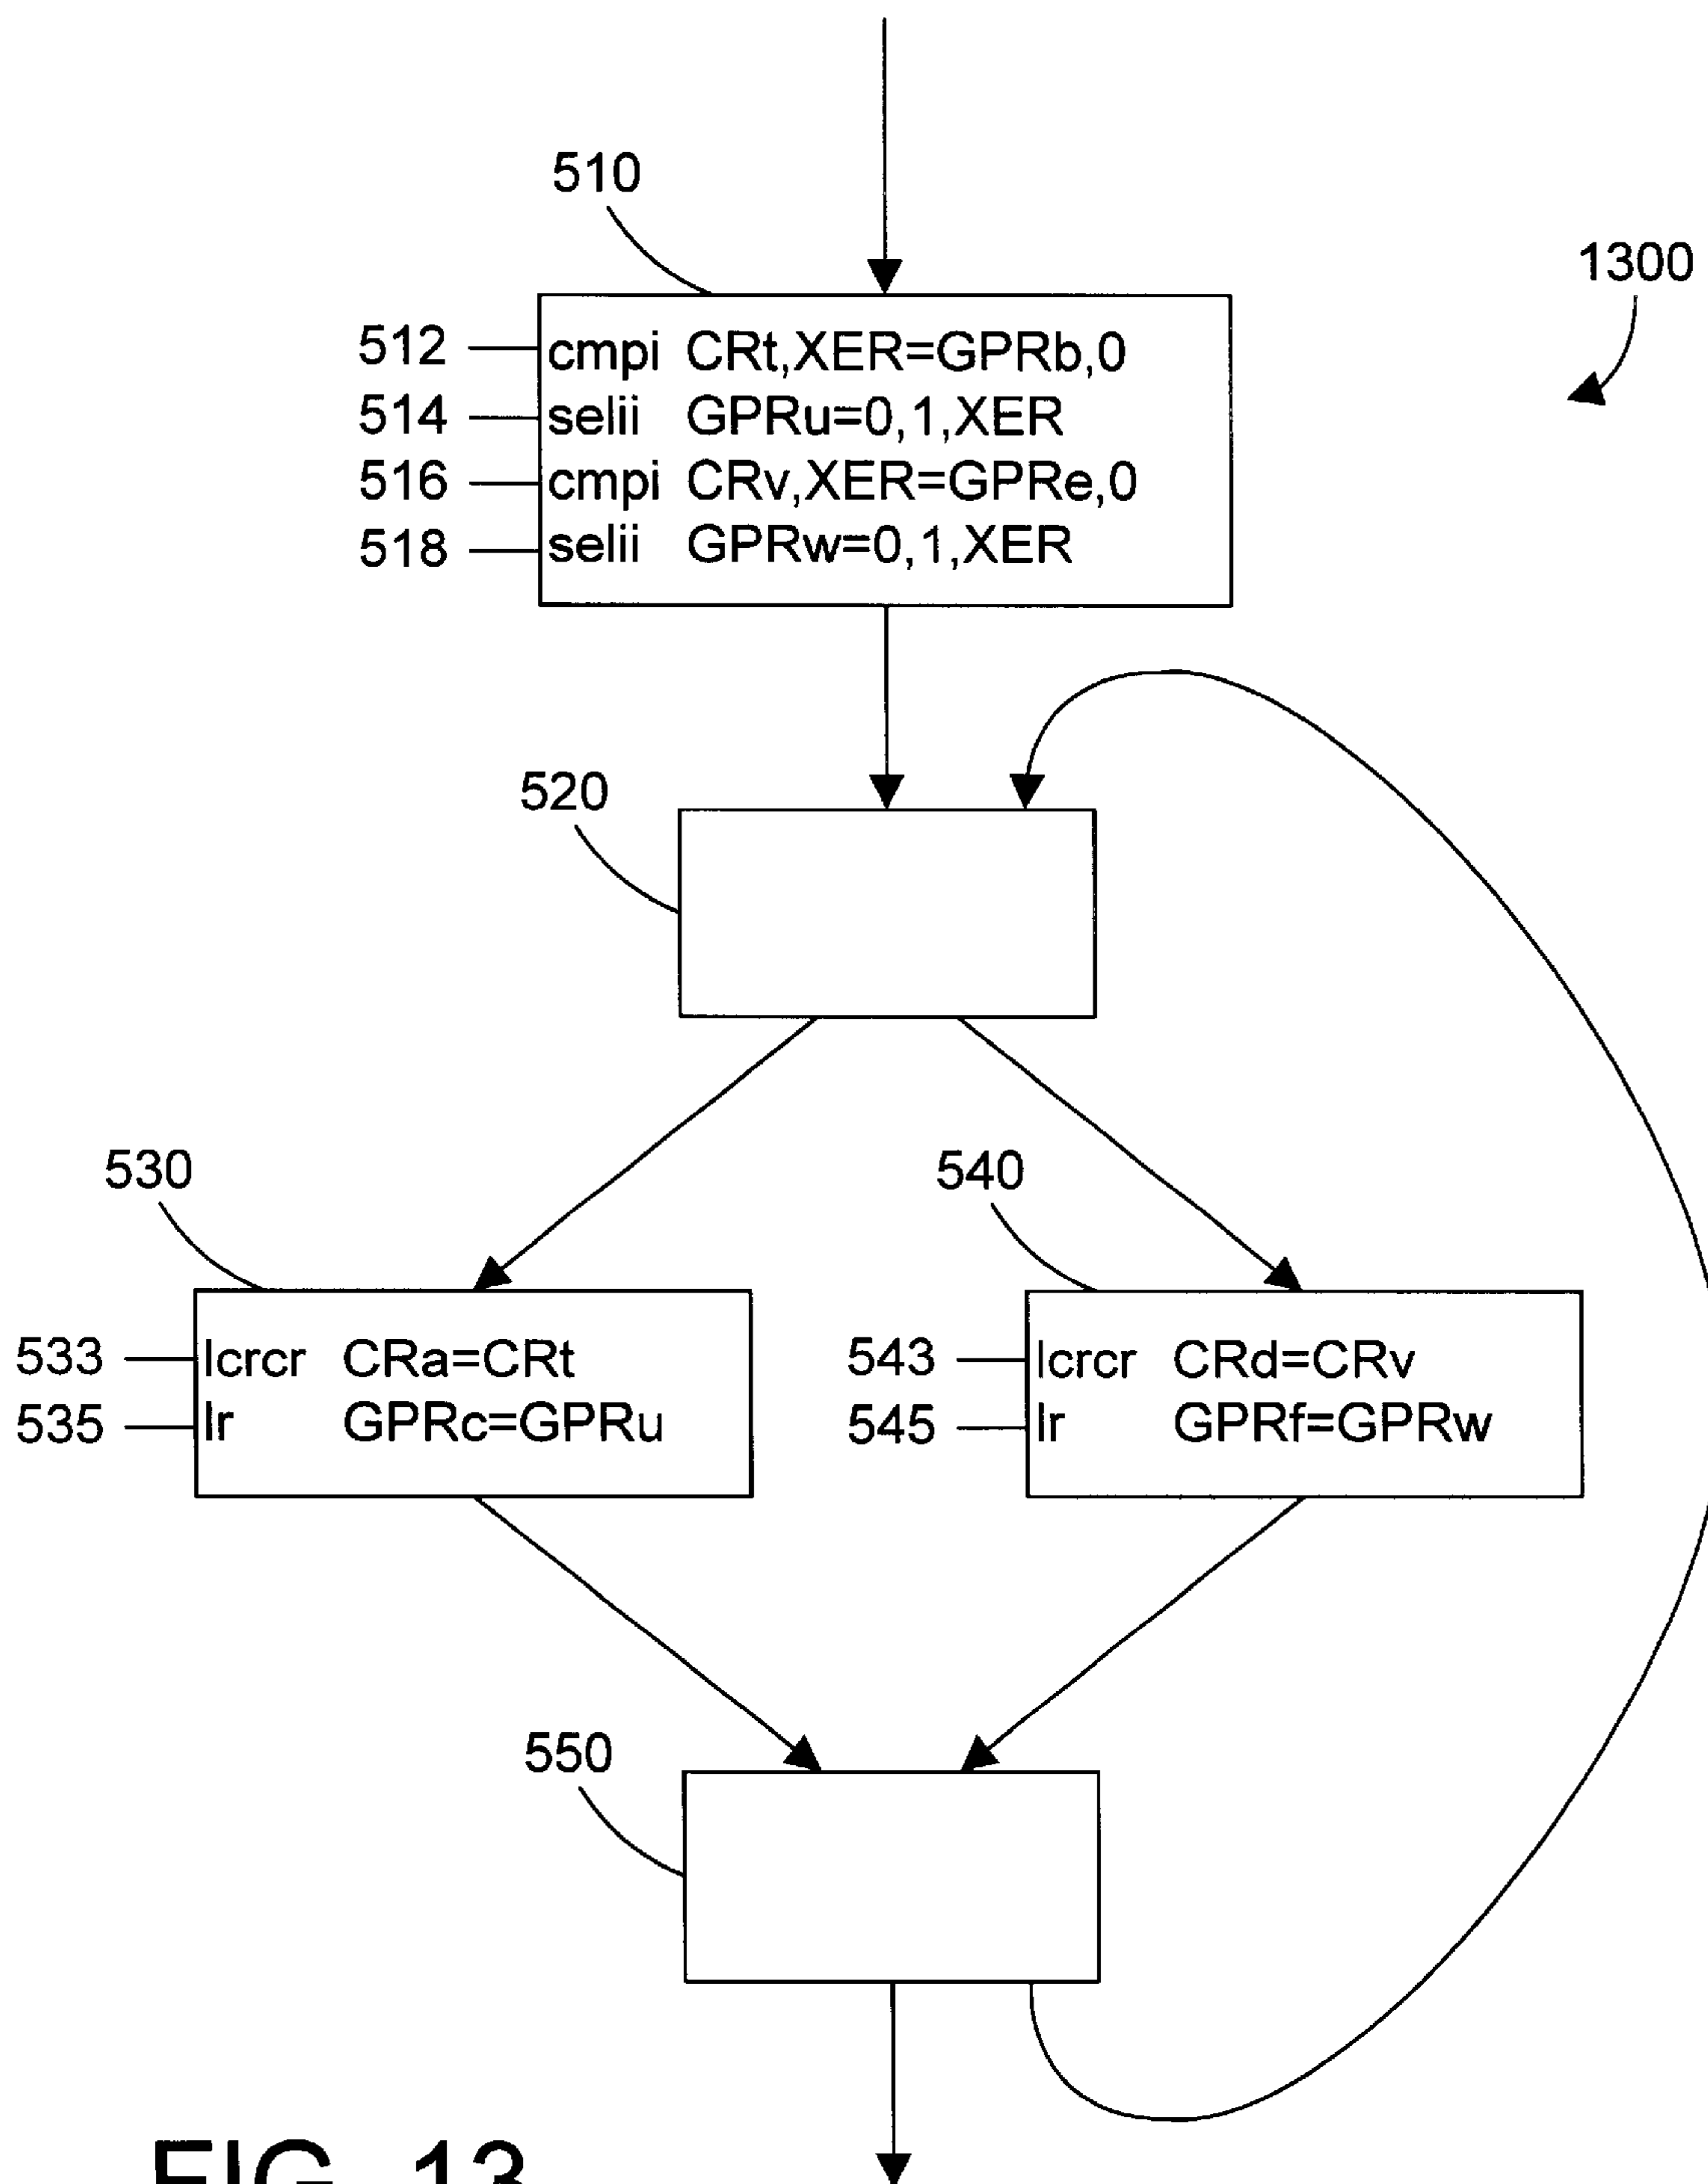 510
1300
512 cmpi CRt,XER=GPRb,0
514 selii GPRu=0,1,XER
516 cmpi CRv,XER=GPRe,0
518 selii GPRw=0,1,XER
520
530
540
533 lcrcr CRa=CRt
535 lr GPRc=GPRu
543 lcrcr CRd=CRv
545 lr GPRf=GPRw
550
FIG. 13